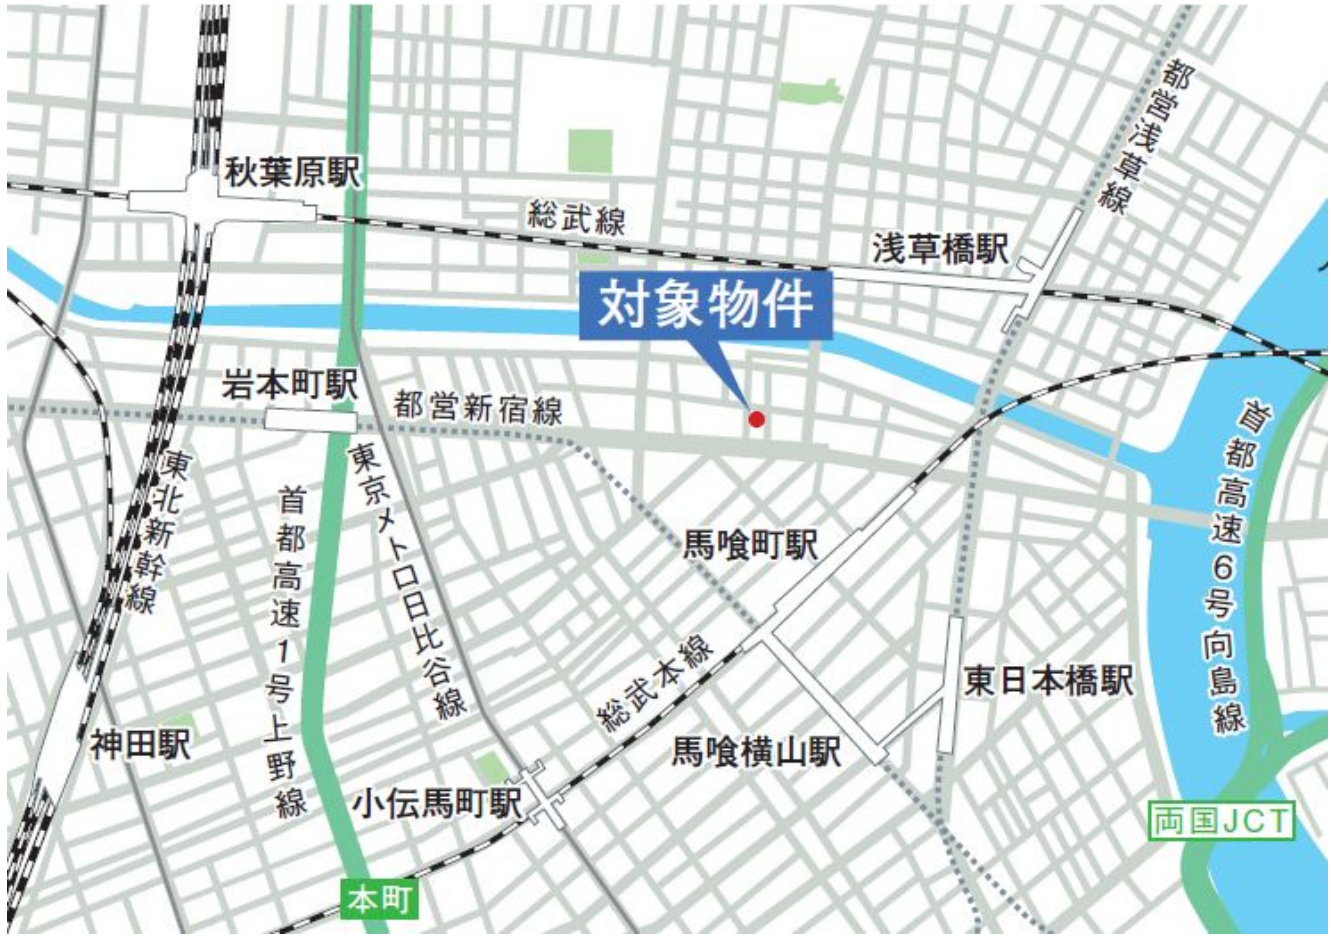 都営浅草線
秋葉原駅
総武線
浅草橋駅
対象物件
岩本町駅
都営新宿線
首都高速6号向島線
東北新幹線
首都高速1号上野線
東京メトロ日比谷線
馬喰町駅
総武本線
東日本橋駅
神田駅
馬喰横山駅
小伝馬町駅
両国JCT
本町